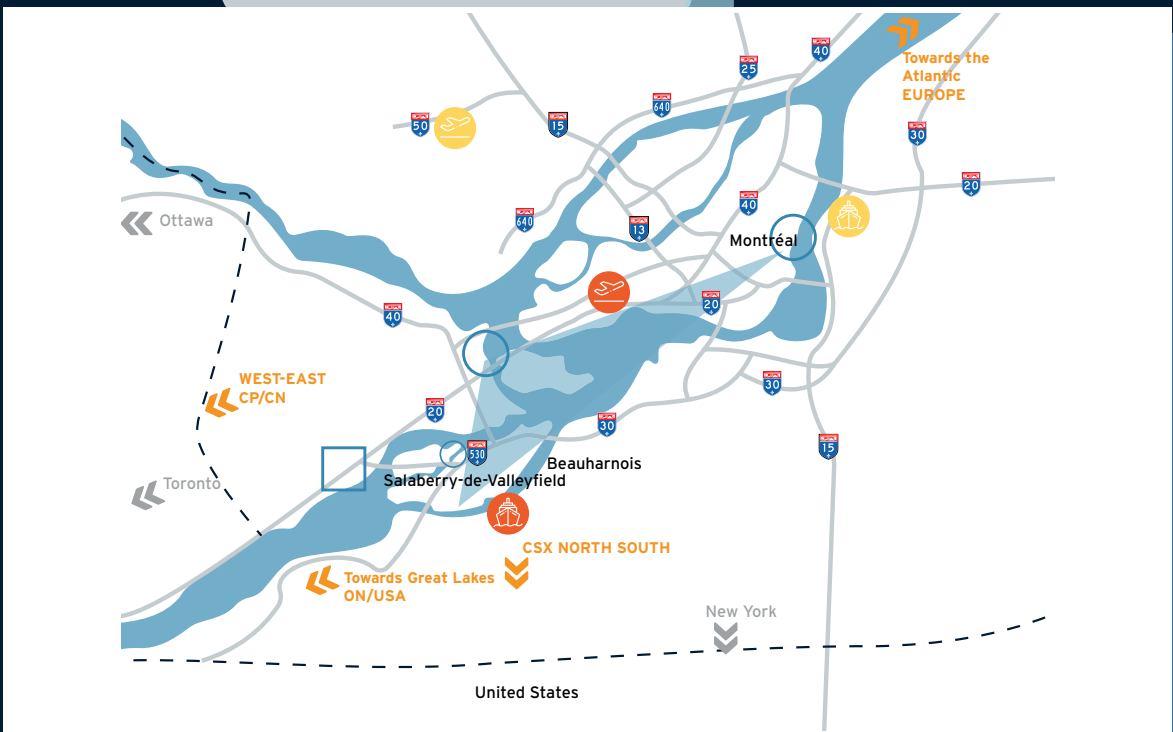 40
25
Towards the
Atlantic
EUROPE
640
50
15
30
20
40
640
Ottawa
13
Montréal
20
40
WEST-EAST
CP/CN
30
20
30
15
530
Beauharnois
Salaberry-de-Valleyfield
Toronto
CSX NORTH SOUTH
Towards Great Lakes
ON/USA
New York
United States